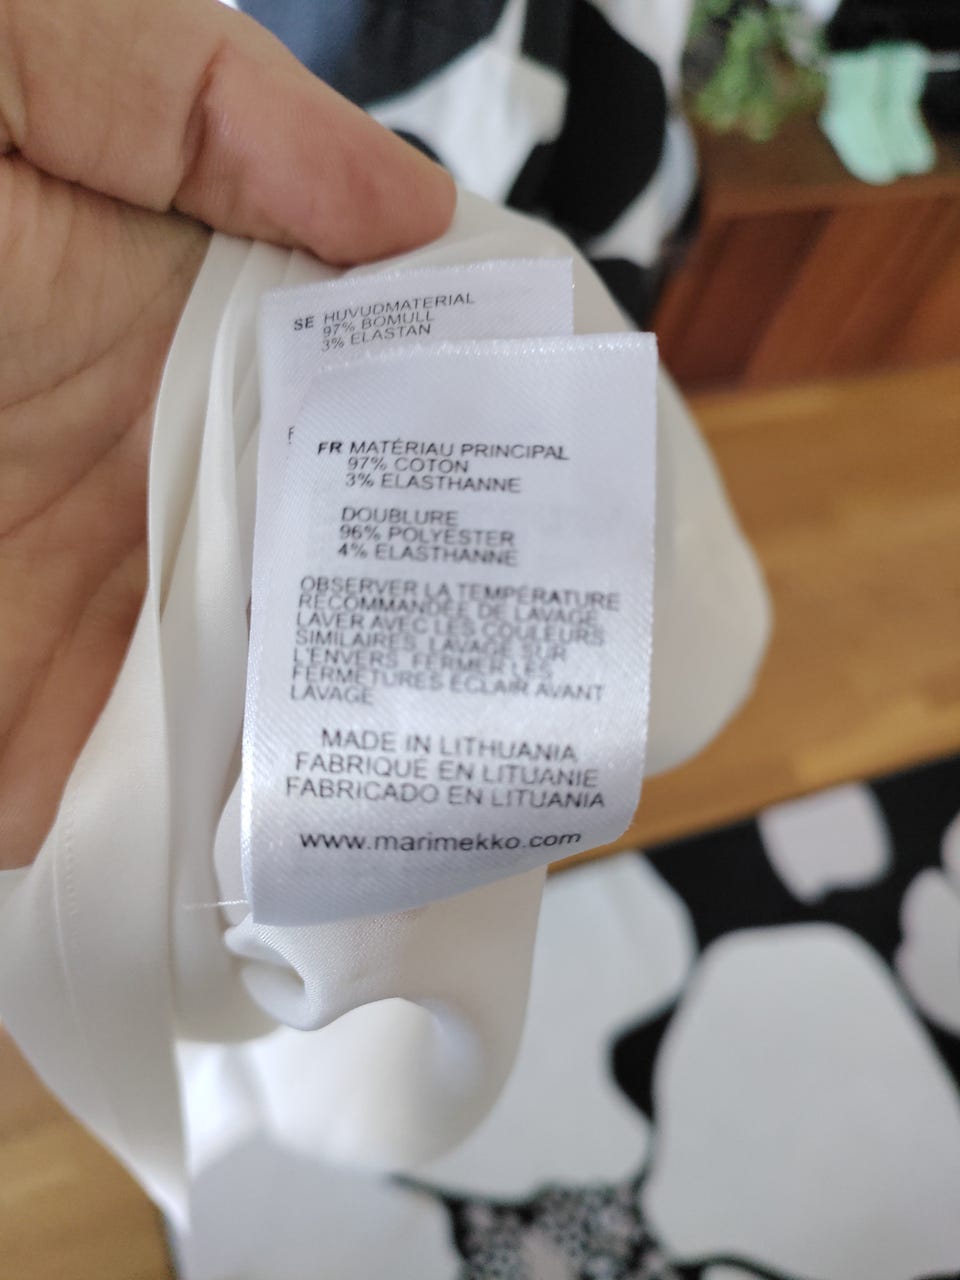 SE HUVUDMATERIAL
97% BOMULL
3% ELASTAN
F
FR MATÉRIAU PRINCIPAL
97% COTON
3% ELASTHANNE
DOUBLURE
96% POLYESTER
4% ELASTHANNE
OBSERVER LA TEMPÉRATURE
RECOMMANDÉE DE LAVAGE,
LAVER AVEC LES COULEURS
SIMILAIRES, LAVAGE SUR
L'ENVERS, FERMER LES
FERMETURES ECLAIR AVANT
LAVAGE
MADE IN LITHUANIA
FABRIQUE EN LITUANIE
FABRICADO EN LITUANIA
www.marimekko.com